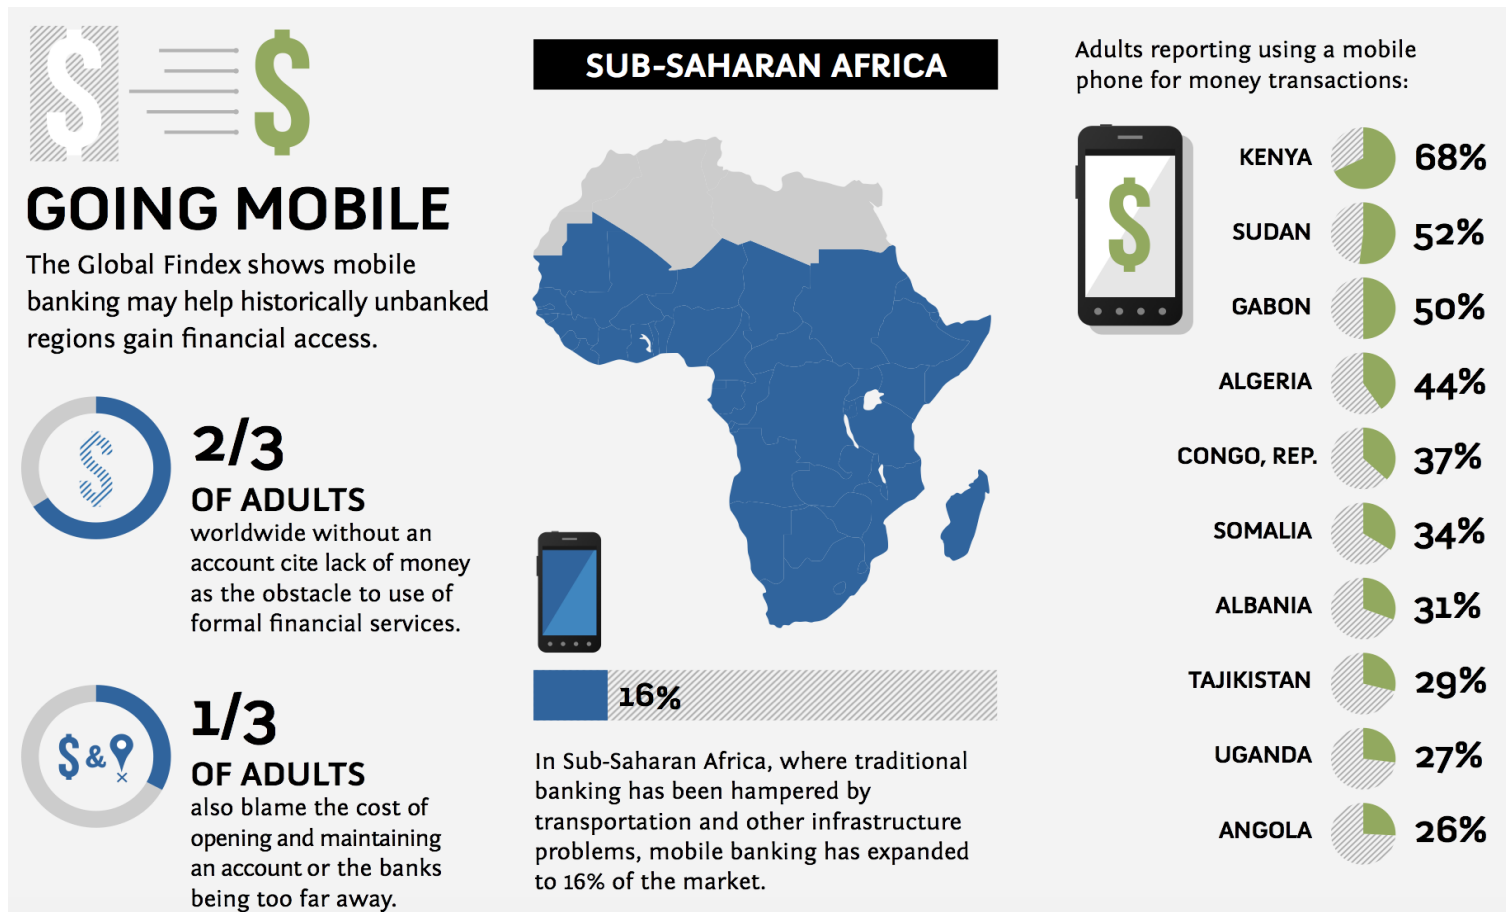 GOING MOBILE
The Global Findex shows mobile
banking may help historically unbanked
regions gain financial access.
2/3
OF ADULTS
worldwide without an
account cite lack of money
as the obstacle to use of
formal financial services.
$ &
1/3
OF ADULTS
also blame the cost of
opening and maintaining
an account or the banks
being too far away.
SUB-SAHARAN AFRICA
16%
In Sub-Saharan Africa, where traditional
banking has been hampered by
transportation and other infrastructure
problems, mobile banking has expanded
to 16% of the market.
Adults reporting using a mobile
phone for money transactions:
KENYA 68%
SUDAN 52%
GABON 50%
ALGERIA 44%
CONGO, REP. 37%
SOMALIA 34%
ALBANIA 31%
TAJIKISTAN 29%
UGANDA 27%
ANGOLA 26%